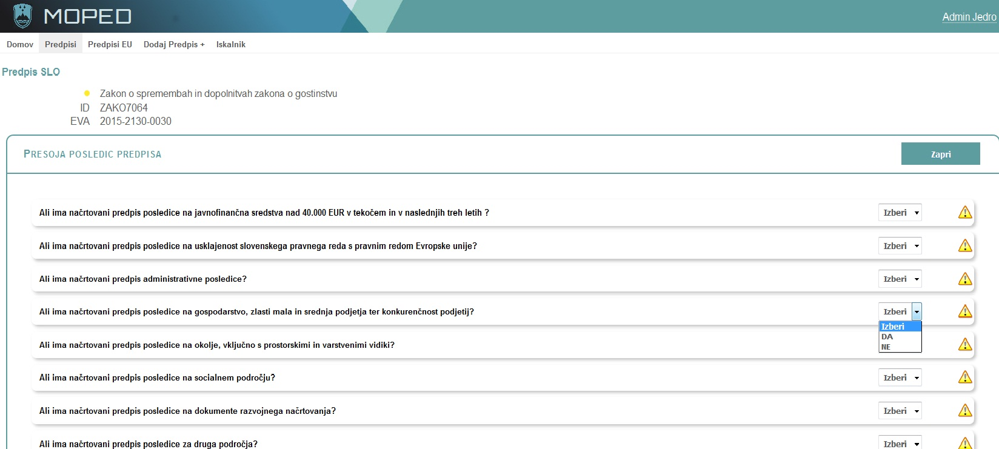 MOPED
Admin Jedro
Domov Predpisi Predpisi EU Dodaj Predpis + Iskalnik
Predpis SLO
Zakon o spremembah in dopolnitvah zakona o gostinstvu
ID ZAKO7064
EVA 2015-2130-0030
PRESOJA POSLEDIC PREDPISA
Zapri
Ali ima načrtovani predpis posledice na javnofinančna sredstva nad 40.000 EUR v tekočem in v naslednjih treh letih ? Izberi
Ali ima načrtovani predpis posledice na usklajenost slovenskega pravnega reda s pravnim redom Evropske unije? Izberi
Ali ima načrtovani predpis administrativne posledice? Izberi
Ali ima načrtovani predpis posledice na gospodarstvo, zlasti mala in srednja podjetja ter konkurenčnost podjetij? Izberi
Izberi
DA
NE
Ali ima načrtovani predpis posledice na okolje, vključno s prostorskimi in varstvenimi vidiki?
Ali ima načrtovani predpis posledice na socialnem področju? Izberi
Ali ima načrtovani predpis posledice na dokumente razvojnega načrtovanja? Izberi
Ali ima načrtovani predpis posledice za druga področja? Izberi